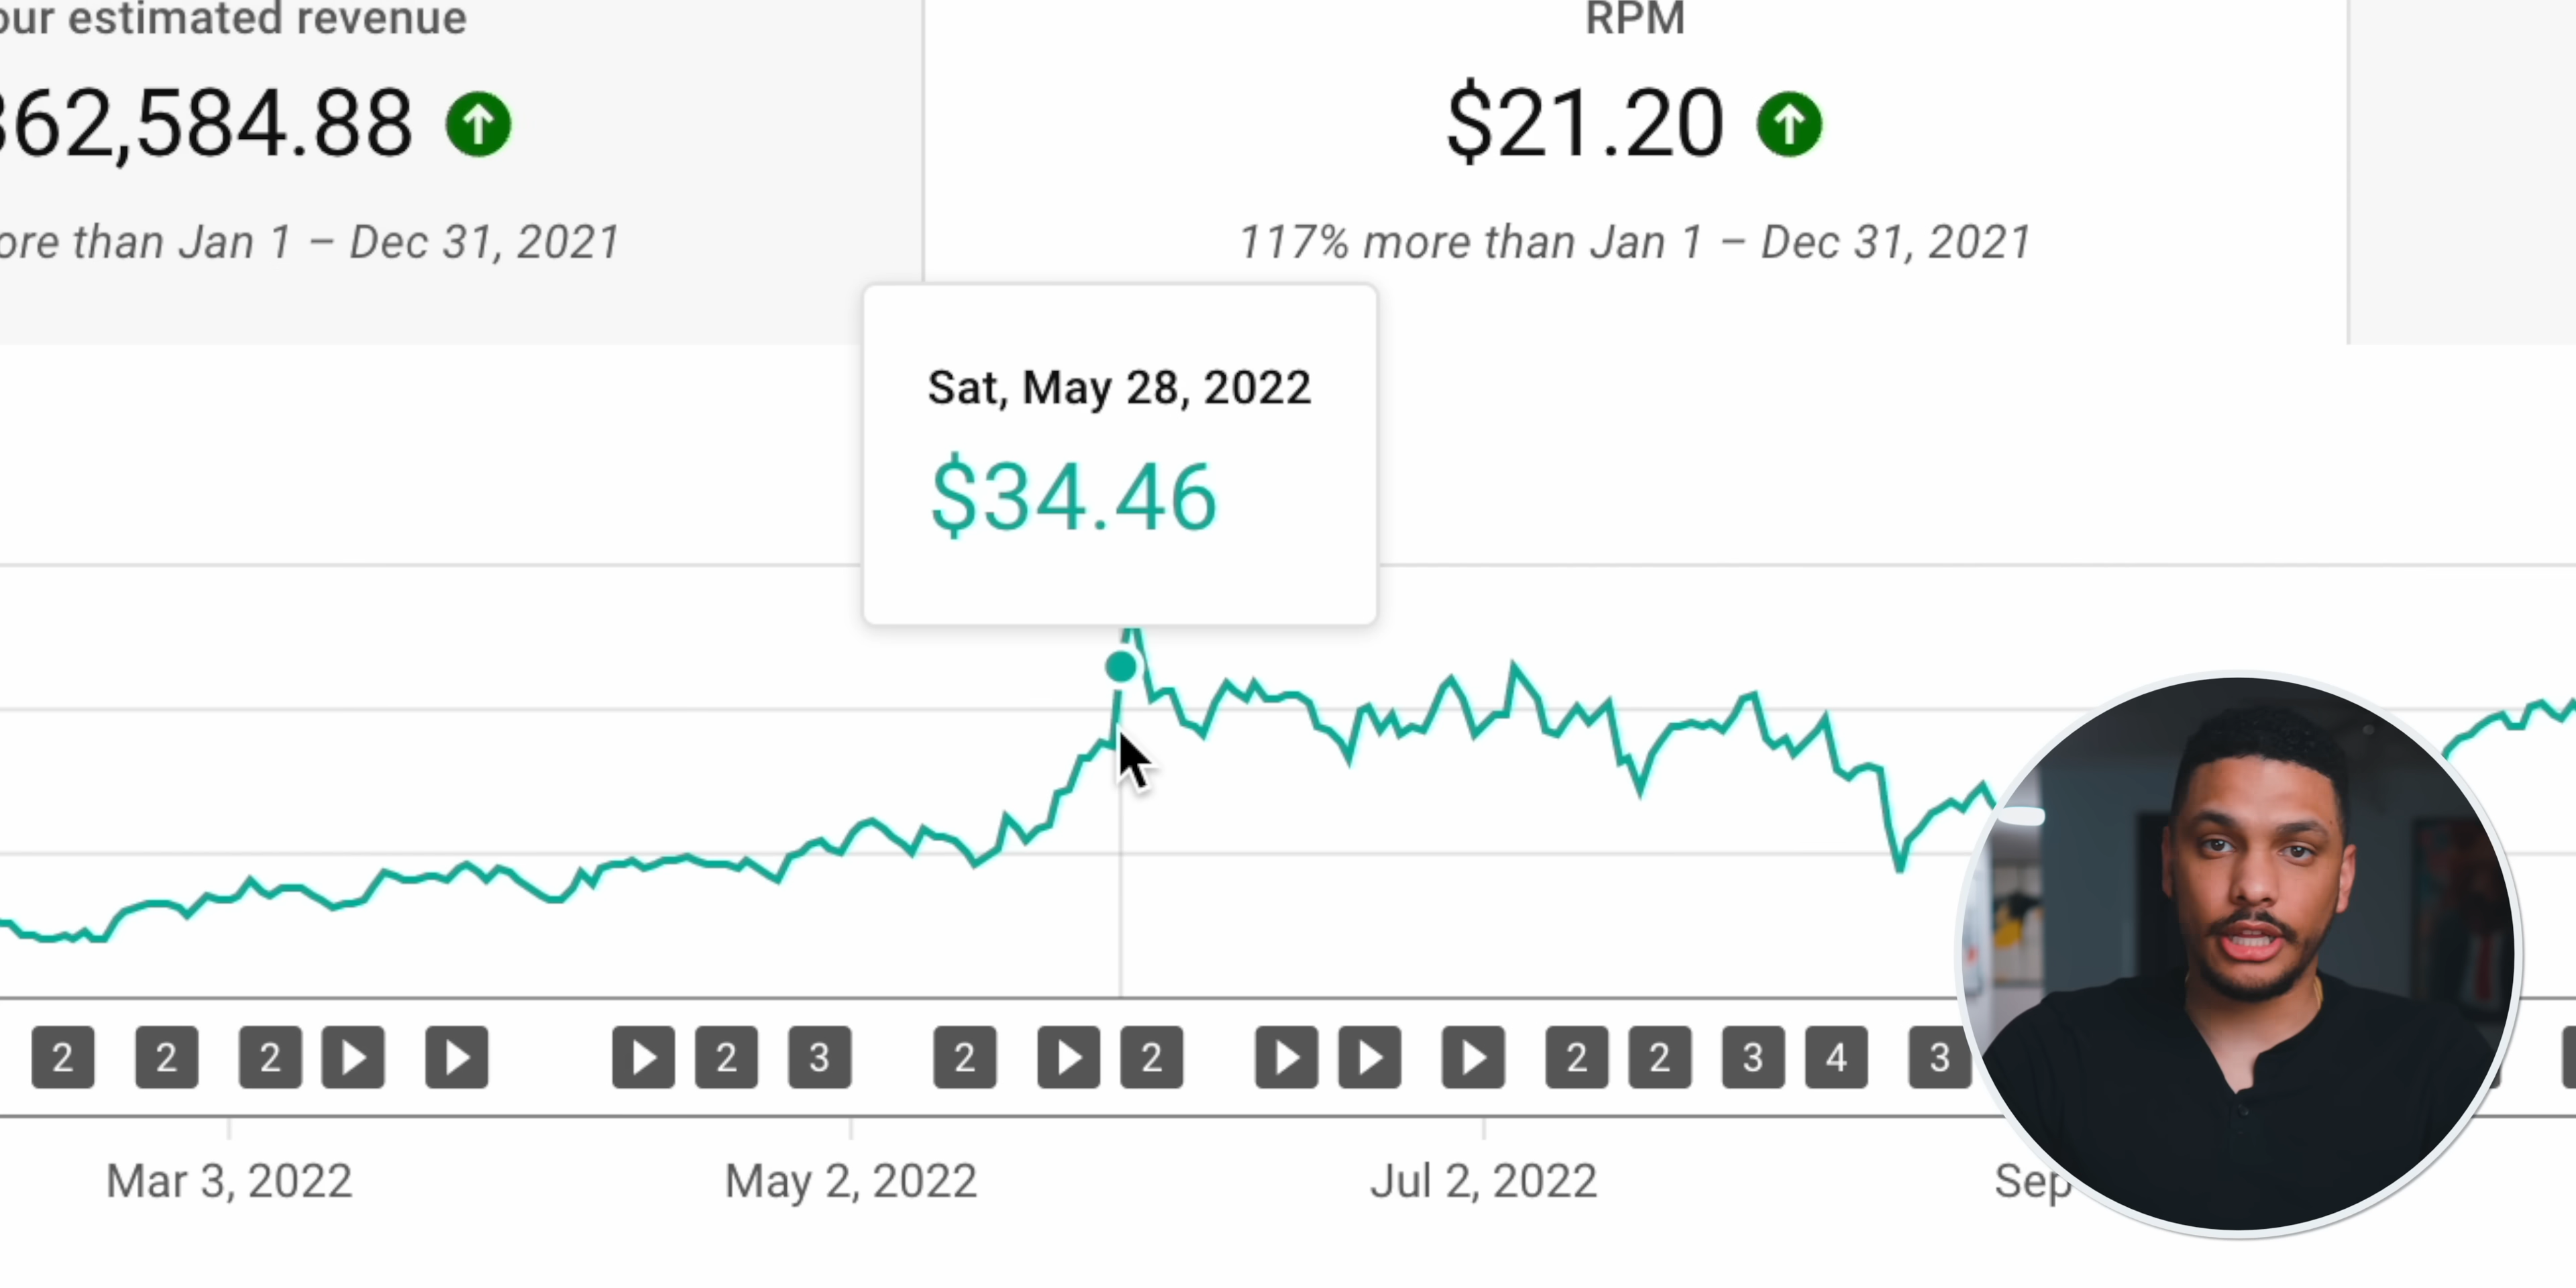 our estimated revenue
RPM
62,584.88
$21.20
ore than Jan 1 – Dec 31, 2021
117% more than Jan 1 – Dec 31, 2021
Sat, May 28, 2022
$34.46
2 2 2 2 3 2 2 2 2 3 4 3
Mar 3, 2022
May 2, 2022
Jul 2, 2022
Sep